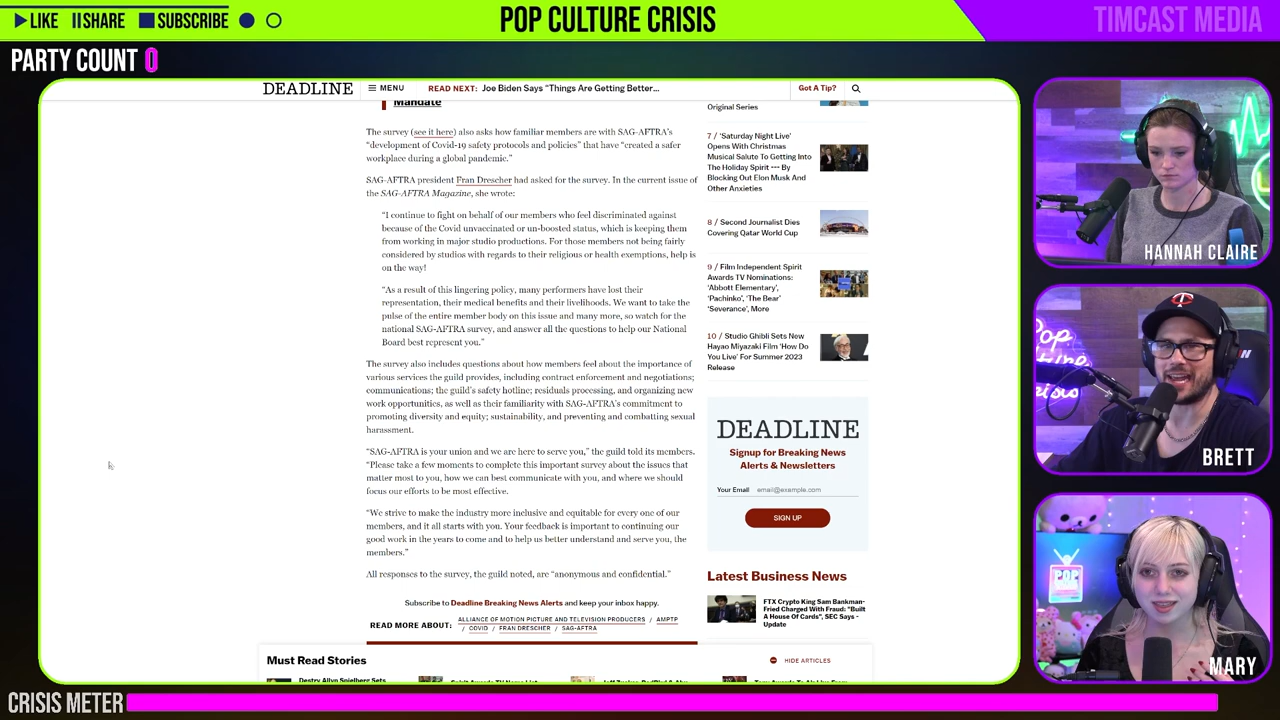 LIKE SHARE SUBSCRIBE
POP CULTURE CRISIS
TIMCAST MEDIA
PARTY COUNT 0
DEADLINE
MENU
READ NEXT: Joe Biden Says “Things Are Getting Better...
Got A Tip?
Mandate
The survey (see it here) also asks how familiar members are with SAG-AFTRA’s
“development of Covid-19 safety protocols and policies” that have “created a safer
workplace during a global pandemic.”
SAG-AFTRA president Fran Drescher had asked for the survey. In the current issue of
the SAG-AFTRA Magazine, she wrote:
“I continue to fight on behalf of our members who feel discriminated against
because of the Covid unvaccinated or un-boosted status, which is keeping them
from working in major studio productions. For those members not being fairly
considered by studios with regards to their religious or health exemptions, help is
on the way!
“As a result of this lingering policy, many performers have lost their
representation, their medical benefits and their livelihoods. We want to take the
pulse of the entire member body on this issue and many more, so watch for the
national SAG-AFTRA survey, and answer all the questions to help our National
Board best represent you.”
The survey also includes questions about how members feel about the importance of
various services the guild provides, including contract enforcement and negotiations;
communications; the guild’s safety hotline; residuals processing, and organizing new
work opportunities, as well as their familiarity with SAG-AFTRA’s commitment to
promoting diversity and equity; sustainability, and preventing and combatting sexual
harassment.
“SAG-AFTRA is your union and we are here to serve you,” the guild told its members.
“Please take a few moments to complete this important survey about the issues that
matter most to you, how we can best communicate with you, and where we should
focus our efforts to be most effective.
“We strive to make the industry more inclusive and equitable for every one of our
members, and it all starts with you. Your feedback is important to continuing our
good work in the years to come and to help us better understand and serve you, the
members.”
All responses to the survey, the guild noted, are “anonymous and confidential.”
Subscribe to Deadline Breaking News Alerts and keep your inbox happy.
READ MORE ABOUT: ALLIANCE OF MOTION PICTURE AND TELEVISION PRODUCERS / AMPTP
/ COVID / FRAN DRESCHER / SAG-AFTRA
Original Series
7 / ‘Saturday Night Live’
Opens With Christmas
Musical Salute To Getting Into
The Holiday Spirit --- By
Blocking Out Elon Musk And
Other Anxieties
8 / Second Journalist Dies
Covering Qatar World Cup
9 / Film Independent Spirit
Awards TV Nominations:
‘Abbott Elementary’,
‘Pachinko’, ‘The Bear’
‘Severance’, More
10 / Studio Ghibli Sets New
Hayao Miyazaki Film ‘How Do
You Live’ For Summer 2023
Release
DEADLINE
Signup for Breaking News
Alerts & Newsletters
Your Email email@example.com
SIGN UP
Latest Business News
FTX Crypto King Sam Bankman-
Fried Charged With Fraud: “Built
A House Of Cards”, SEC Says -
Update
Must Read Stories
HIDE ARTICLES
HANNAH CLAIRE
BRETT
MARY
CRISIS METER